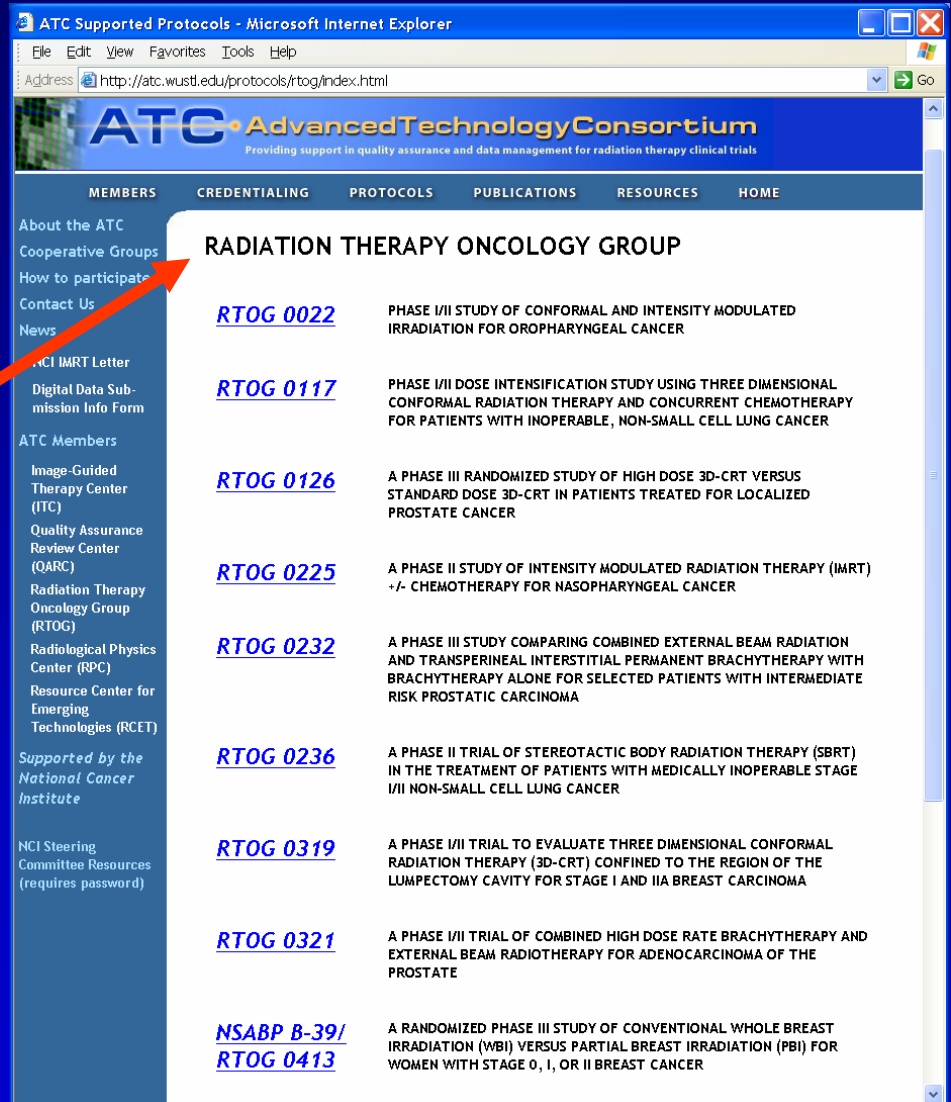 ATC Supported Protocols - Microsoft Internet Explorer
File Edit View Favorites Tools Help
Address http://atc.wustl.edu/protocols/rtog/index.html Go
ATC AdvancedTechnologyConsortium
Providing support in quality assurance and data management for radiation therapy clinical trials
MEMBERS CREDENTIALING PROTOCOLS PUBLICATIONS RESOURCES HOME
About the ATC
Cooperative Groups
How to participate
Contact Us
News
NCI IMRT Letter
Digital Data Sub-
mission Info Form
ATC Members
Image-Guided
Therapy Center
(ITC)
Quality Assurance
Review Center
(QARC)
Radiation Therapy
Oncology Group
(RTOG)
Radiological Physics
Center (RPC)
Resource Center for
Emerging
Technologies (RCET)
Supported by the
National Cancer
Institute
NCI Steering
Committee Resources
(requires password)
RADIATION THERAPY ONCOLOGY GROUP
RTOG 0022
PHASE I/II STUDY OF CONFORMAL AND INTENSITY MODULATED
IRRADIATION FOR OROPHARYNGEAL CANCER
RTOG 0117
PHASE I/II DOSE INTENSIFICATION STUDY USING THREE DIMENSIONAL
CONFORMAL RADIATION THERAPY AND CONCURRENT CHEMOTHERAPY
FOR PATIENTS WITH INOPERABLE, NON-SMALL CELL LUNG CANCER
RTOG 0126
A PHASE III RANDOMIZED STUDY OF HIGH DOSE 3D-CRT VERSUS
STANDARD DOSE 3D-CRT IN PATIENTS TREATED FOR LOCALIZED
PROSTATE CANCER
RTOG 0225
A PHASE II STUDY OF INTENSITY MODULATED RADIATION THERAPY (IMRT)
+/- CHEMOTHERAPY FOR NASOPHARYNGEAL CANCER
RTOG 0232
A PHASE III STUDY COMPARING COMBINED EXTERNAL BEAM RADIATION
AND TRANSPERINEAL INTERSTITIAL PERMANENT BRACHYTHERAPY WITH
BRACHYTHERAPY ALONE FOR SELECTED PATIENTS WITH INTERMEDIATE
RISK PROSTATIC CARCINOMA
RTOG 0236
A PHASE II TRIAL OF STEREOTACTIC BODY RADIATION THERAPY (SBRT)
IN THE TREATMENT OF PATIENTS WITH MEDICALLY INOPERABLE STAGE
I/II NON-SMALL CELL LUNG CANCER
RTOG 0319
A PHASE I/II TRIAL TO EVALUATE THREE DIMENSIONAL CONFORMAL
RADIATION THERAPY (3D-CRT) CONFINED TO THE REGION OF THE
LUMPECTOMY CAVITY FOR STAGE I AND IIA BREAST CARCINOMA
RTOG 0321
A PHASE I/II TRIAL OF COMBINED HIGH DOSE RATE BRACHYTHERAPY AND
EXTERNAL BEAM RADIOTHERAPY FOR ADENOCARCINOMA OF THE
PROSTATE
NSABP B-39/
RTOG 0413
A RANDOMIZED PHASE III STUDY OF CONVENTIONAL WHOLE BREAST
IRRADIATION (WBI) VERSUS PARTIAL BREAST IRRADIATION (PBI) FOR
WOMEN WITH STAGE 0, I, OR II BREAST CANCER